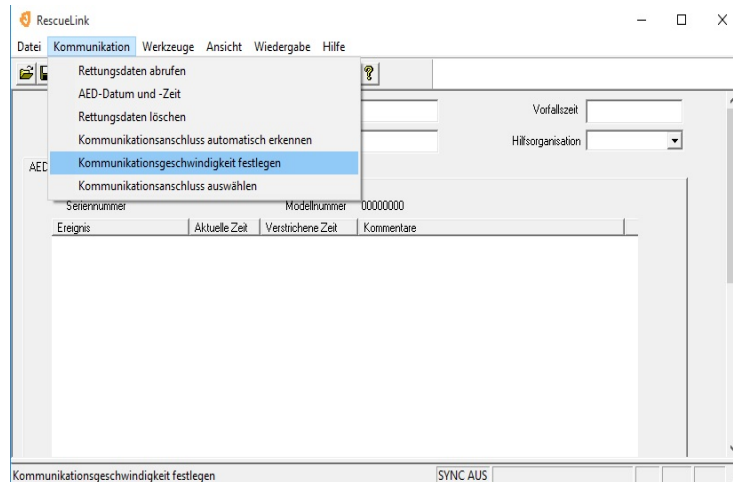 RescueLink
Datei Kommunikation Werkzeuge Ansicht Wiedergabe Hilfe
Rettungsdaten abrufen
AED-Datum und -Zeit
Rettungsdaten löschen
Kommunikationsanschluss automatisch erkennen
Kommunikationsgeschwindigkeit festlegen
Kommunikationsanschluss auswählen
Vorfallszeit
Hilfsorganisation
AED
Seriennummer Modellnummer 00000000
Ereignis Aktuelle Zeit Verstrichene Zeit Kommentare
Kommunikationsgeschwindigkeit festlegen SYNC AUS